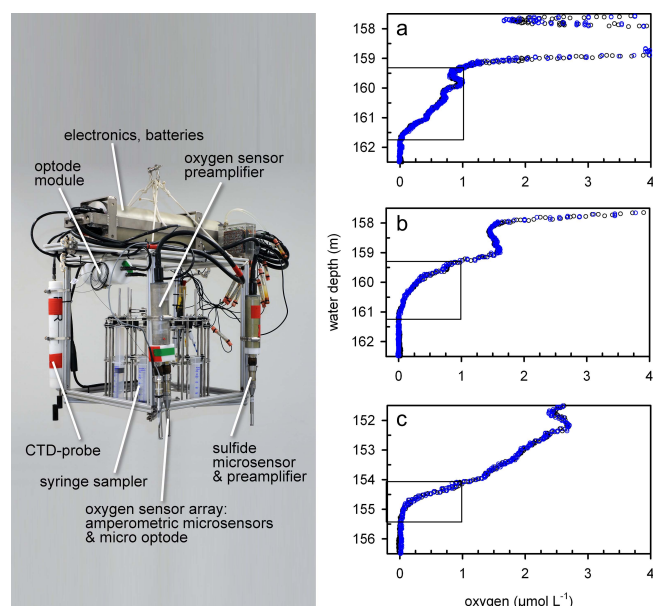 electronics, batteries
optode
module
oxygen sensor
preamplifier
CTD-probe
syringe sampler
sulfide
microsensor
& preamplifier
oxygen sensor array:
amperometric microsensors
& micro optode
a
158
159
160
161
162
0 1 2 3 4
b
water depth (m)
158
159
160
161
162
0 1 2 3 4
c
152
153
154
155
156
0 1 2 3 4
oxygen (µmol L⁻¹)